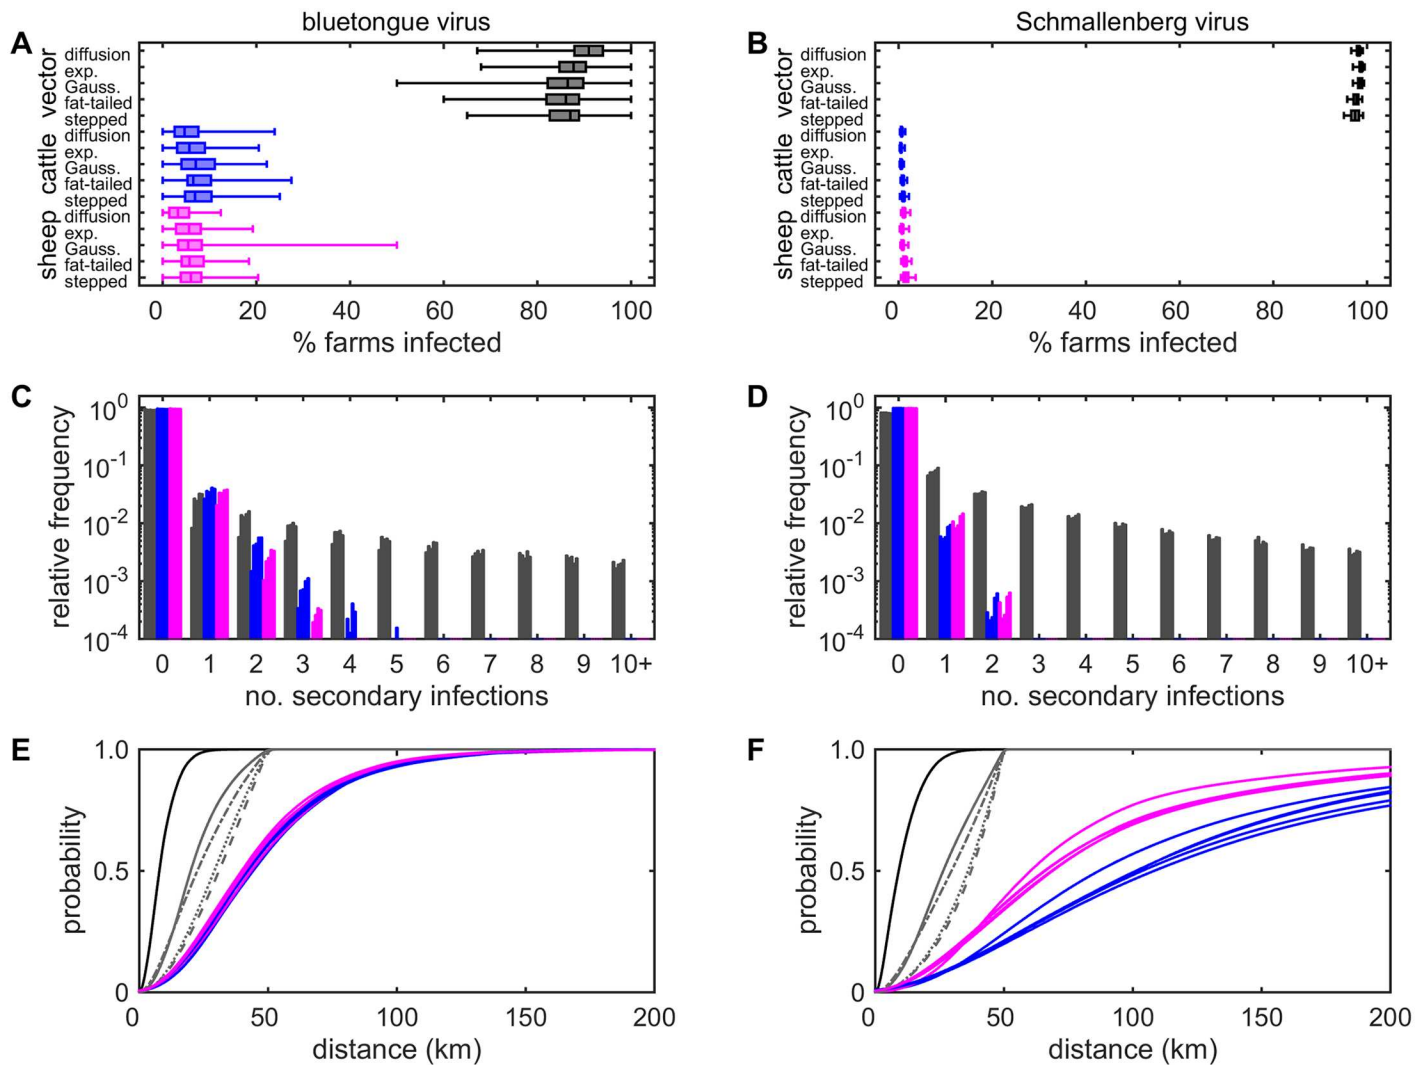 bluetongue virus
A
vector
diffusion
exp.
Gauss.
fat-tailed
stepped
cattle
diffusion
exp.
Gauss.
fat-tailed
stepped
sheep
diffusion
exp.
Gauss.
fat-tailed
stepped
0 20 40 60 80 100
% farms infected
Schmallenberg virus
B
vector
diffusion
exp.
Gauss.
fat-tailed
stepped
cattle
diffusion
exp.
Gauss.
fat-tailed
stepped
sheep
diffusion
exp.
Gauss.
fat-tailed
stepped
0 20 40 60 80 100
% farms infected
C
relative frequency
10^0
10^-1
10^-2
10^-3
10^-4
0 1 2 3 4 5 6 7 8 9 10+
no. secondary infections
D
relative frequency
10^0
10^-1
10^-2
10^-3
10^-4
0 1 2 3 4 5 6 7 8 9 10+
no. secondary infections
E
probability
1.0
0.5
0
0 50 100 150 200
distance (km)
F
probability
1.0
0.5
0
0 50 100 150 200
distance (km)